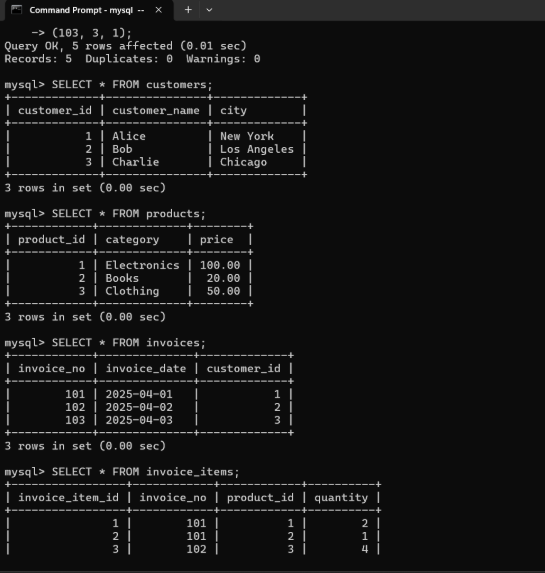 Command Prompt - mysql --
-> (103, 3, 1);
Query OK, 5 rows affected (0.01 sec)
Records: 5  Duplicates: 0  Warnings: 0
mysql> SELECT * FROM customers;
+-------------+---------------+-------------+
| customer_id | customer_name | city        |
+-------------+---------------+-------------+
|           1 | Alice         | New York    |
|           2 | Bob           | Los Angeles |
|           3 | Charlie       | Chicago     |
+-------------+---------------+-------------+
3 rows in set (0.00 sec)
mysql> SELECT * FROM products;
+------------+-------------+--------+
| product_id | category    | price  |
+------------+-------------+--------+
|          1 | Electronics | 100.00 |
|          2 | Books       |  20.00 |
|          3 | Clothing    |  50.00 |
+------------+-------------+--------+
3 rows in set (0.00 sec)
mysql> SELECT * FROM invoices;
+------------+--------------+-------------+
| invoice_no | invoice_date | customer_id |
+------------+--------------+-------------+
|        101 | 2025-04-01   |           1 |
|        102 | 2025-04-02   |           2 |
|        103 | 2025-04-03   |           3 |
+------------+--------------+-------------+
3 rows in set (0.00 sec)
mysql> SELECT * FROM invoice_items;
+-----------------+------------+------------+----------+
| invoice_item_id | invoice_no | product_id | quantity |
+-----------------+------------+------------+----------+
|               1 |        101 |          1 |        2 |
|               2 |        101 |          2 |        1 |
|               3 |        102 |          3 |        4 |